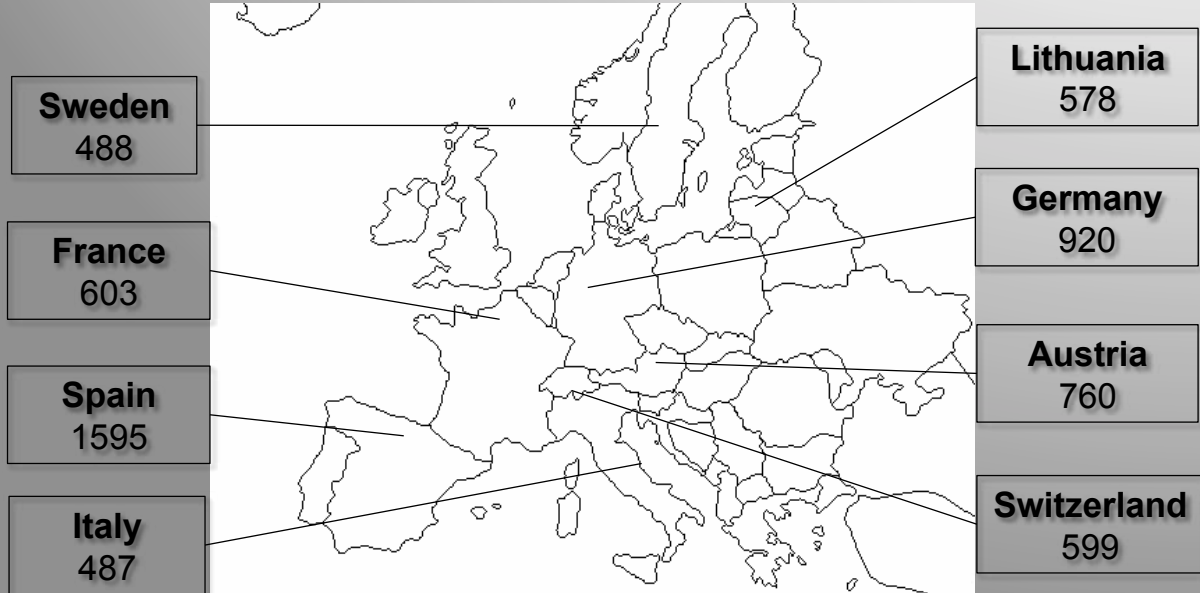 Sweden
488
France
603
Spain
1595
Italy
487
Lithuania
578
Germany
920
Austria
760
Switzerland
599